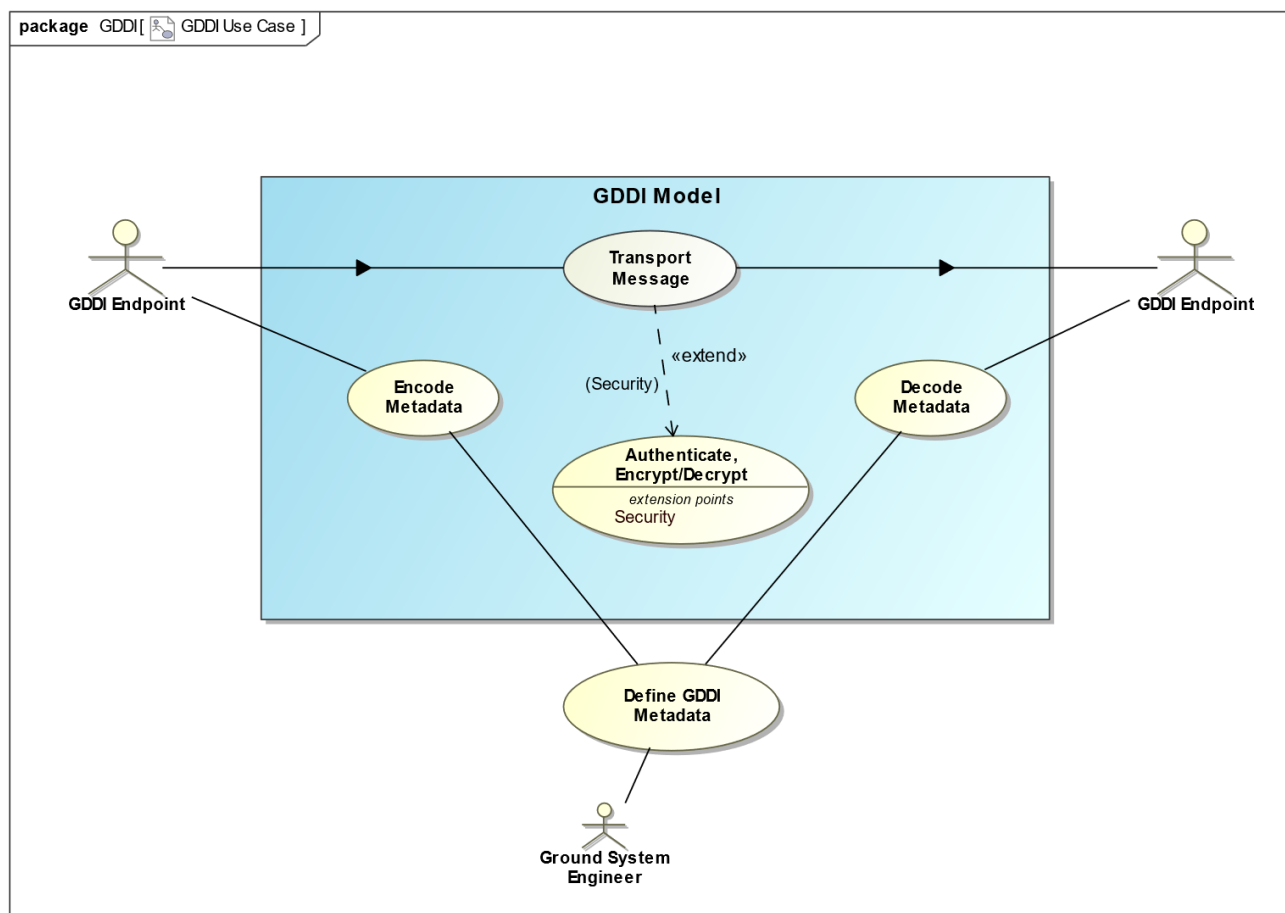 package GDDI[ GDDI Use Case ]
GDDI Model
Transport
Message
GDDI Endpoint
GDDI Endpoint
«extend»
(Security)
Encode
Metadata
Decode
Metadata
Authenticate,
Encrypt/Decrypt
extension points
Security
Define GDDI
Metadata
Ground System
Engineer